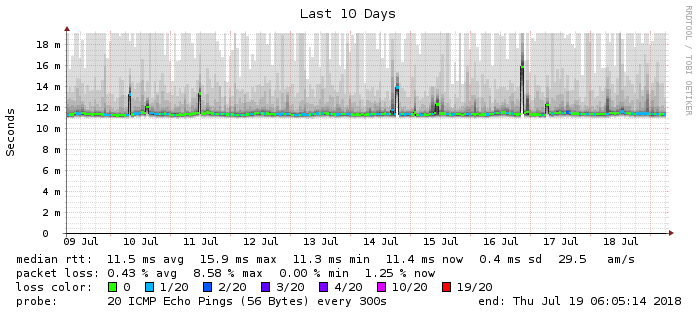 Last 10 Days
RRDTOOL / TOBI OETIKER
Seconds
18 m
16 m
14 m
12 m
10 m
8 m
6 m
4 m
2 m
0
09 Jul 10 Jul 11 Jul 12 Jul 13 Jul 14 Jul 15 Jul 16 Jul 17 Jul 18 Jul
median rtt: 11.5 ms avg 15.9 ms max 11.3 ms min 11.4 ms now 0.4 ms sd 29.5 am/s
packet loss: 0.43 % avg 8.58 % max 0.00 % min 1.25 % now
loss color: 0 1/20 2/20 3/20 4/20 10/20 19/20
probe: 20 ICMP Echo Pings (56 Bytes) every 300s end: Thu Jul 19 06:05:14 2018